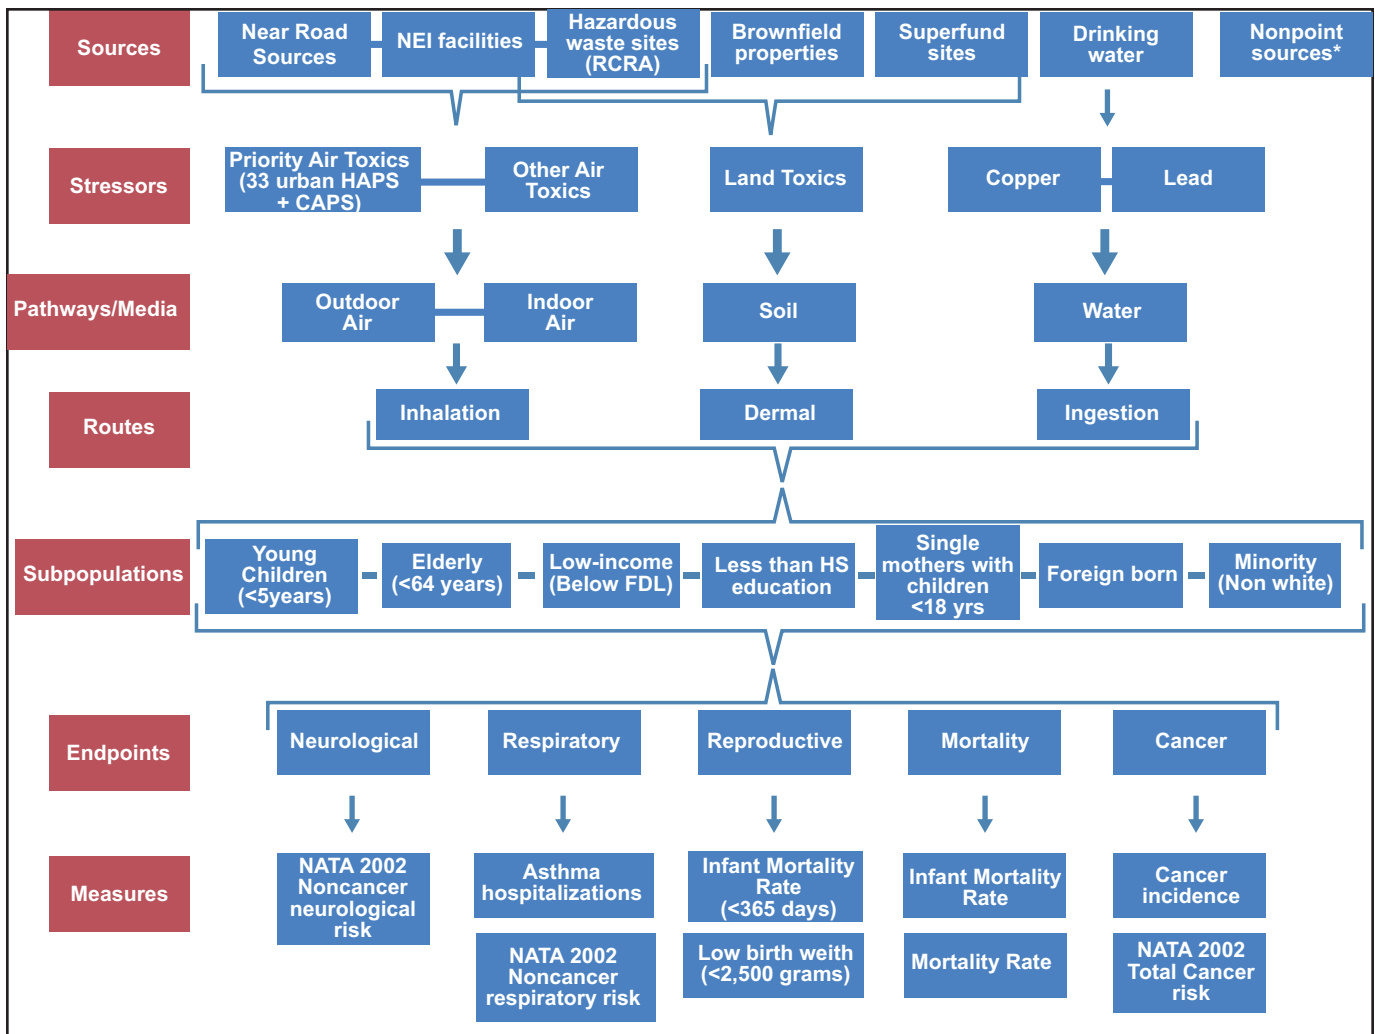 Sources
Near Road
Sources
NEI facilities
Hazardous
waste sites
(RCRA)
Brownfield
properties
Superfund
sites
Drinking
water
Nonpoint
sources*
Stressors
Priority Air Toxics
(33 urban HAPS
+ CAPS)
Other Air
Toxics
Land Toxics
Copper
Lead
Pathways/Media
Outdoor
Air
Indoor
Air
Soil
Water
Routes
Inhalation
Dermal
Ingestion
Subpopulations
Young
Children
(<5years)
Elderly
(<64 years)
Low-income
(Below FDL)
Less than HS
education
Single
mothers with
children
<18 yrs
Foreign born
Minority
(Non white)
Endpoints
Neurological
Respiratory
Reproductive
Mortality
Cancer
Measures
NATA 2002
Noncancer
neurological
risk
Asthma
hospitalizations
Infant Mortality
Rate
(<365 days)
Infant Mortality
Rate
Cancer
incidence
NATA 2002
Noncancer
respiratory risk
Low birth weith
(<2,500 grams)
Mortality Rate
NATA 2002
Total Cancer
risk